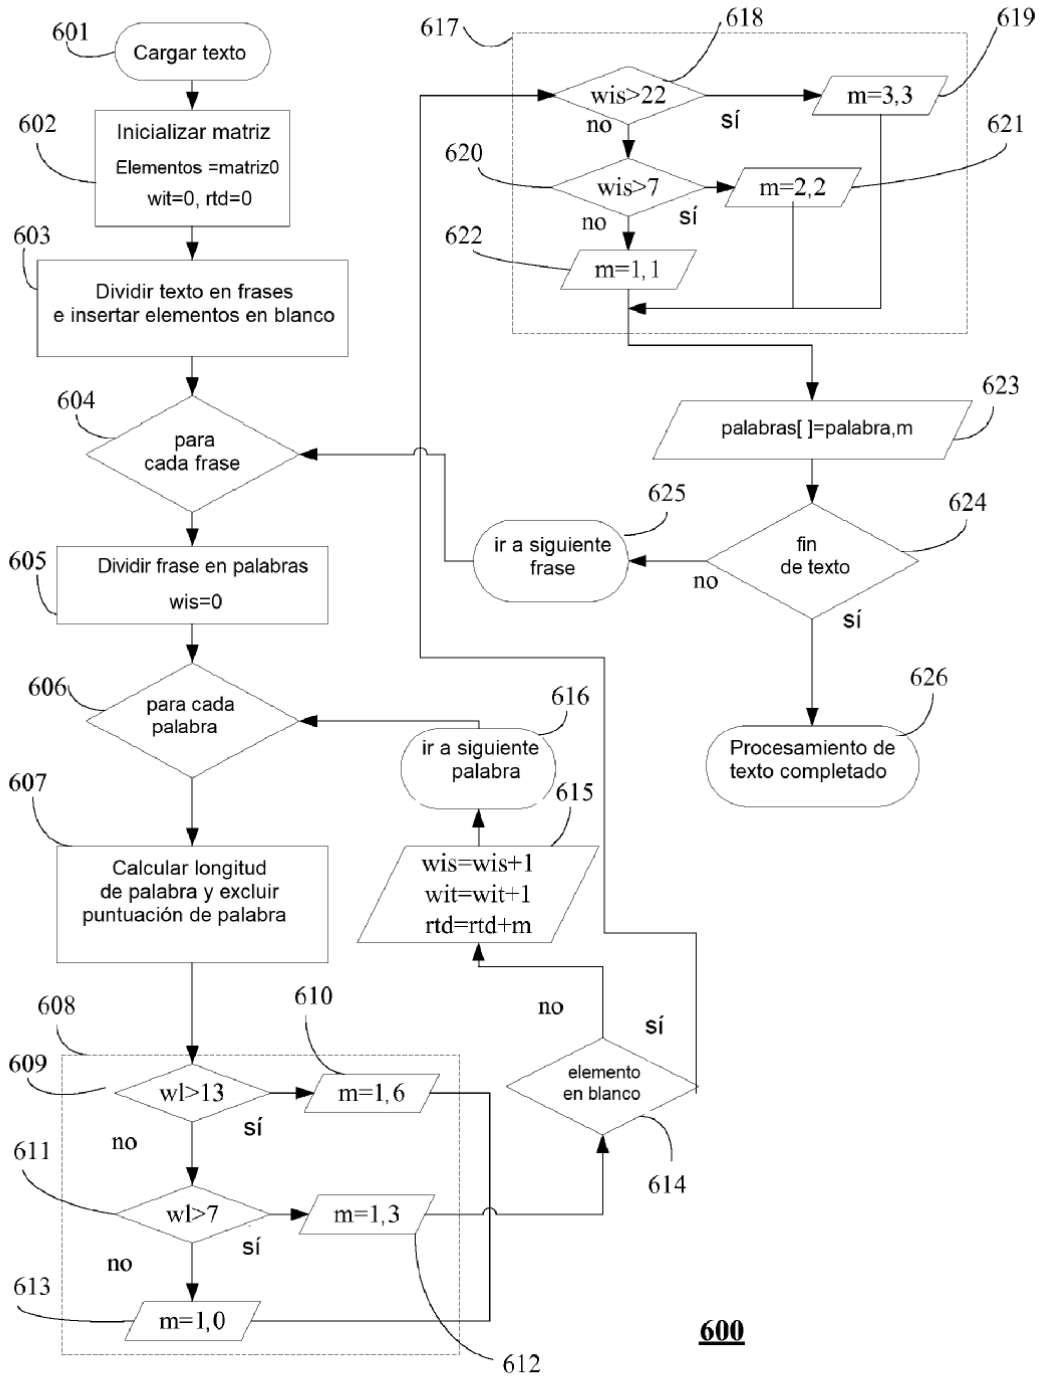 601
Cargar texto
602
Inicializar matriz
Elementos =matriz0
wit=0, rtd=0
603
Dividir texto en frases
e insertar elementos en blanco
604
para
cada frase
605
Dividir frase en palabras
wis=0
606
para cada
palabra
607
Calcular longitud
de palabra y excluir
puntuación de palabra
608
609
wl>13
sí
no
610
m=1,6
611
wl>7
sí
no
m=1,3
612
613
m=1,0
614
elemento
en blanco
no
sí
615
wis=wis+1
wit=wit+1
rtd=rtd+m
616
ir a siguiente
palabra
617
618
wis>22
no
sí
619
m=3,3
620
wis>7
no
sí
621
m=2,2
622
m=1,1
623
palabras[ ]=palabra,m
624
fin
de texto
no
sí
625
ir a siguiente
frase
626
Procesamiento de
texto completado
600